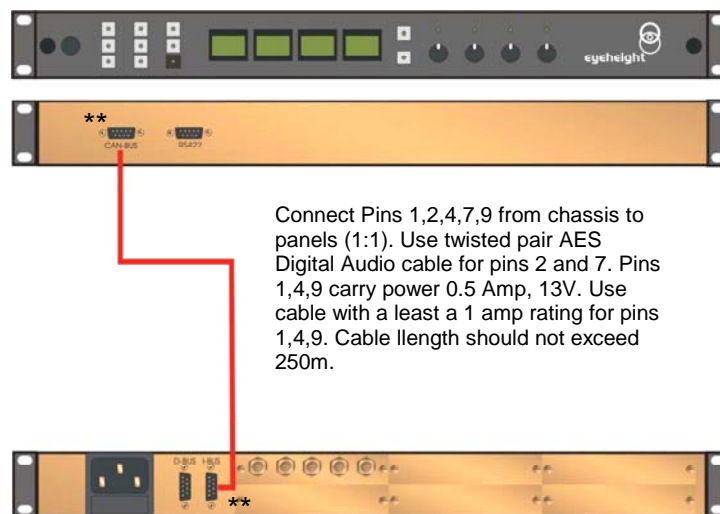 eyeheight
**
CAN-BUS
RS422
Connect Pins 1,2,4,7,9 from chassis to
panels (1:1). Use twisted pair AES
Digital Audio cable for pins 2 and 7. Pins
1,4,9 carry power 0.5 Amp, 13V. Use
cable with a least a 1 amp rating for pins
1,4,9. Cable llength should not exceed
250m.
D-BUS I-BUS
**